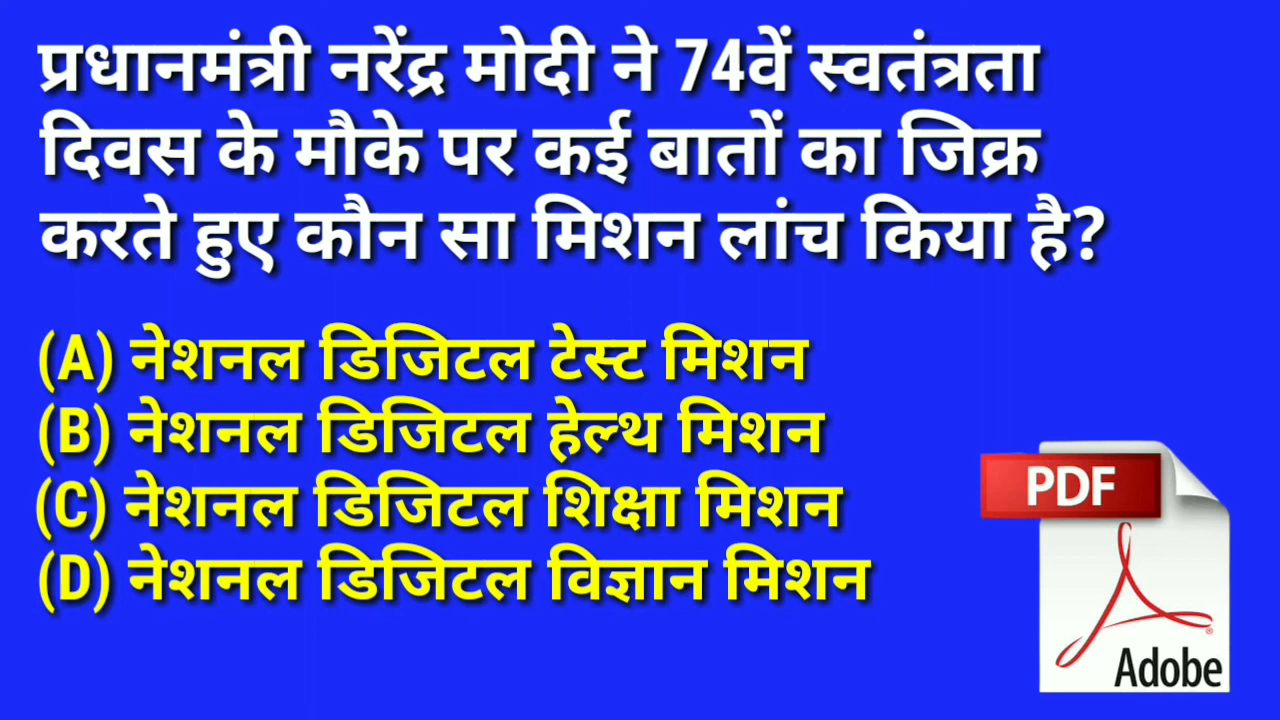 प्रधानमंत्री नरेंद्र मोदी ने 74वें स्वतंत्रता
दिवस के मौके पर कई बातों का जिक्र
करते हुए कौन सा मिशन लांच किया है?
(A) नेशनल डिजिटल टेस्ट मिशन
(B) नेशनल डिजिटल हेल्थ मिशन
(C) नेशनल डिजिटल शिक्षा मिशन
(D) नेशनल डिजिटल विज्ञान मिशन
PDF
Adobe